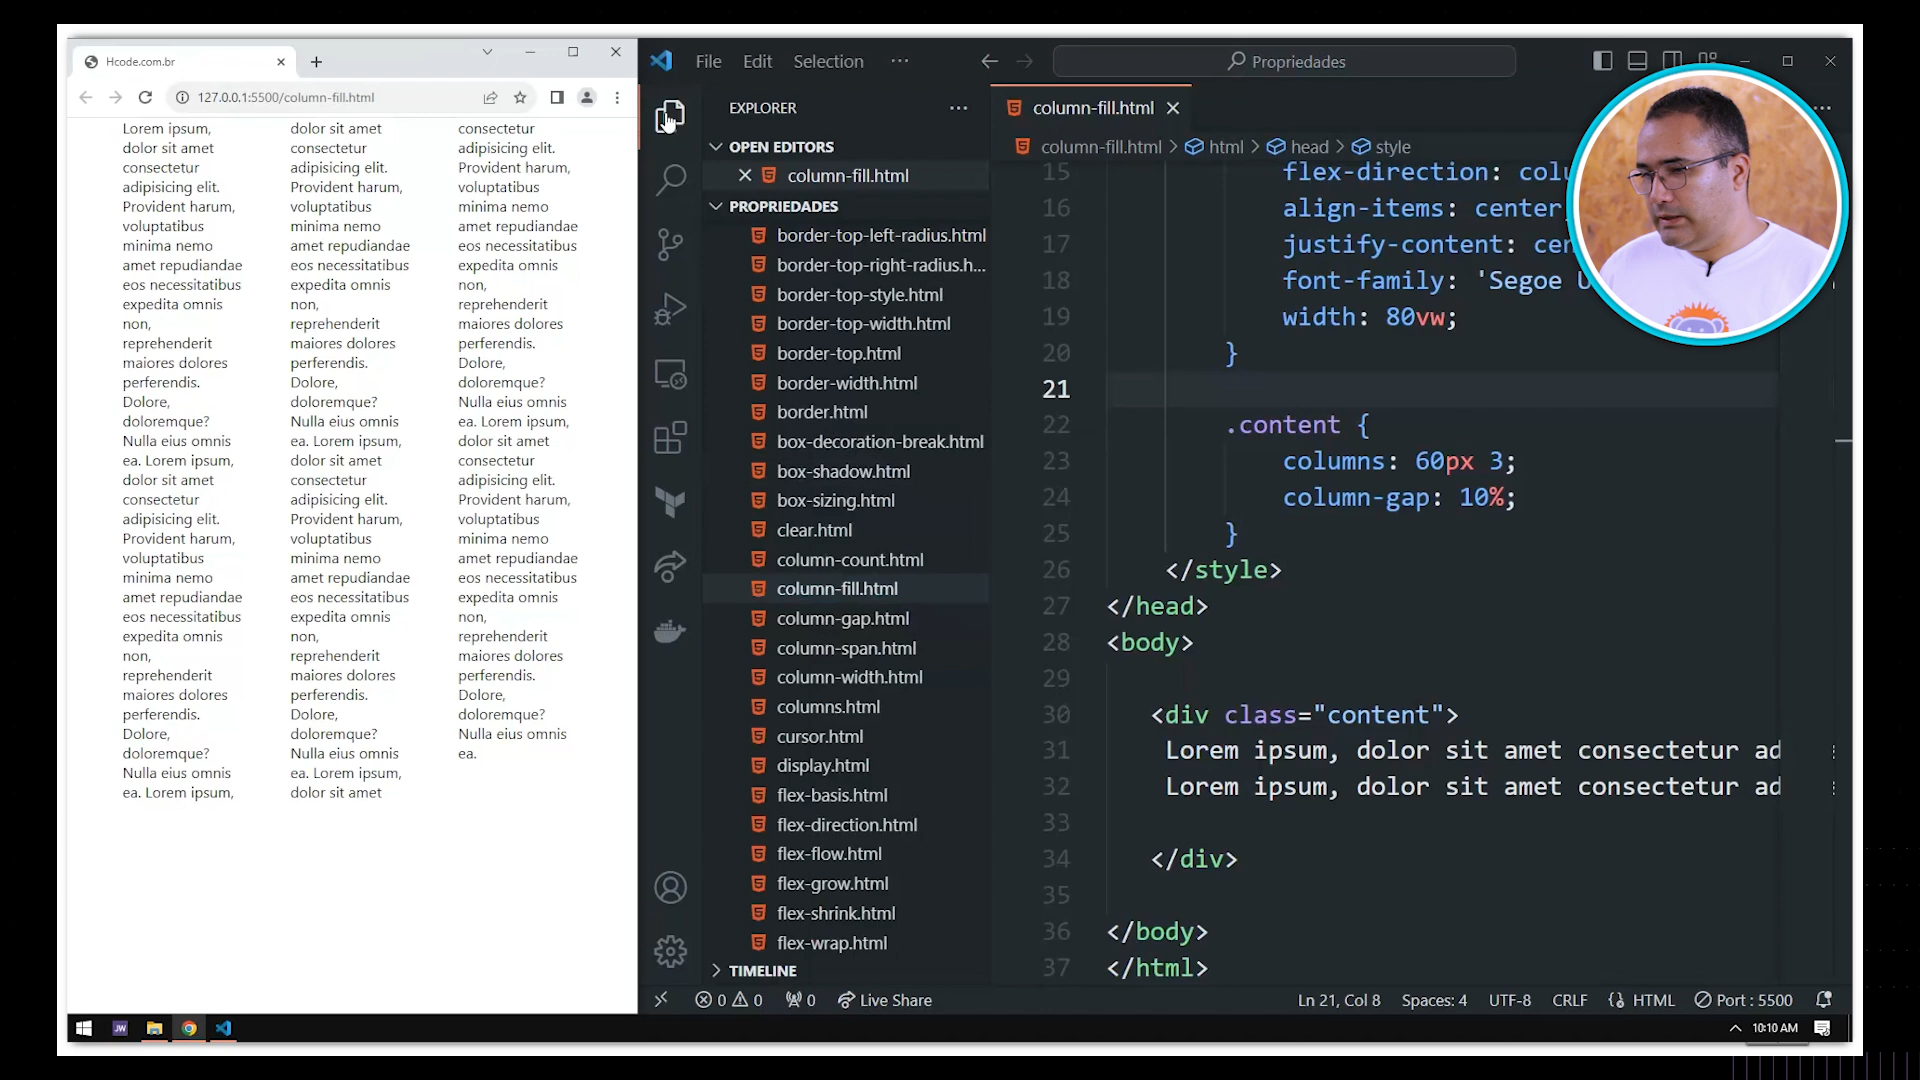 Hcode.com.br
127.0.0.1:5500/column-fill.html
Lorem ipsum,
dolor sit amet
consectetur
adipisicing elit.
Provident harum,
voluptatibus
minima nemo
amet repudiandae
eos necessitatibus
expedita omnis
non,
reprehenderit
maiores dolores
perferendis.
Dolore,
doloremque?
Nulla eius omnis
ea. Lorem ipsum,
dolor sit amet
consectetur
adipisicing elit.
Provident harum,
voluptatibus
minima nemo
amet repudiandae
eos necessitatibus
expedita omnis
non,
reprehenderit
maiores dolores
perferendis.
Dolore,
doloremque?
Nulla eius omnis
ea. Lorem ipsum,
dolor sit amet
consectetur
adipisicing elit.
Provident harum,
voluptatibus
minima nemo
amet repudiandae
eos necessitatibus
expedita omnis
non,
reprehenderit
maiores dolores
perferendis.
Dolore,
doloremque?
Nulla eius omnis
ea. Lorem ipsum,
dolor sit amet
consectetur
adipisicing elit.
Provident harum,
voluptatibus
minima nemo
amet repudiandae
eos necessitatibus
expedita omnis
non,
reprehenderit
maiores dolores
perferendis.
Dolore,
doloremque?
Nulla eius omnis
ea. Lorem ipsum,
dolor sit amet
consectetur
adipisicing elit.
Provident harum,
voluptatibus
minima nemo
amet repudiandae
eos necessitatibus
expedita omnis
non,
reprehenderit
maiores dolores
perferendis.
Dolore,
doloremque?
Nulla eius omnis
ea. Lorem ipsum,
dolor sit amet
consectetur
adipisicing elit.
Provident harum,
voluptatibus
minima nemo
amet repudiandae
eos necessitatibus
expedita omnis
non,
reprehenderit
maiores dolores
perferendis.
Dolore,
doloremque?
Nulla eius omnis
ea.
File Edit Selection ···
Propriedades
EXPLORER
OPEN EDITORS
column-fill.html
PROPRIEDADES
border-top-left-radius.html
border-top-right-radius.h...
border-top-style.html
border-top-width.html
border-top.html
border-width.html
border.html
box-decoration-break.html
box-shadow.html
box-sizing.html
clear.html
column-count.html
column-fill.html
column-gap.html
column-span.html
column-width.html
columns.html
cursor.html
display.html
flex-basis.html
flex-direction.html
flex-flow.html
flex-grow.html
flex-shrink.html
flex-wrap.html
TIMELINE
column-fill.html
column-fill.html > html > head > style
15 flex-direction: colu
16 align-items: center
17 justify-content: cen
18 font-family: 'Segoe U
19 width: 80vw;
20 }
21
22 .content {
23 columns: 60px 3;
24 column-gap: 10%;
25 }
26 </style>
27 </head>
28 <body>
29
30 <div class="content">
31 Lorem ipsum, dolor sit amet consectetur ad
32 Lorem ipsum, dolor sit amet consectetur ad
33
34 </div>
35
36 </body>
37 </html>
0 0 0 Live Share Ln 21, Col 8 Spaces: 4 UTF-8 CRLF HTML Port : 5500
JW
10:10 AM